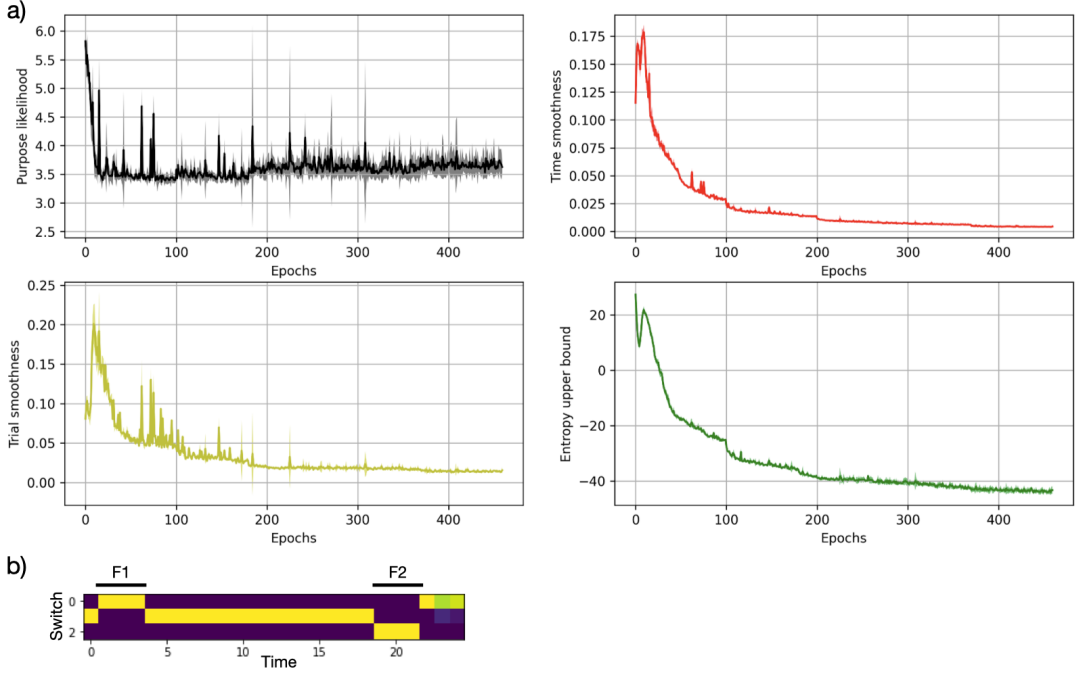 a)
Purpose likelihood
6.0
5.5
5.0
4.5
4.0
3.5
3.0
2.5
0 100 200 300 400
Epochs
Time smoothness
0.175
0.150
0.125
0.100
0.075
0.050
0.025
0.000
0 100 200 300 400
Epochs
Trial smoothness
0.25
0.20
0.15
0.10
0.05
0.00
0 100 200 300 400
Epochs
Entropy upper bound
20
0
−20
−40
0 100 200 300 400
Epochs
b)
F1 F2
Switch
0
2
0 5 10 15 20
Time